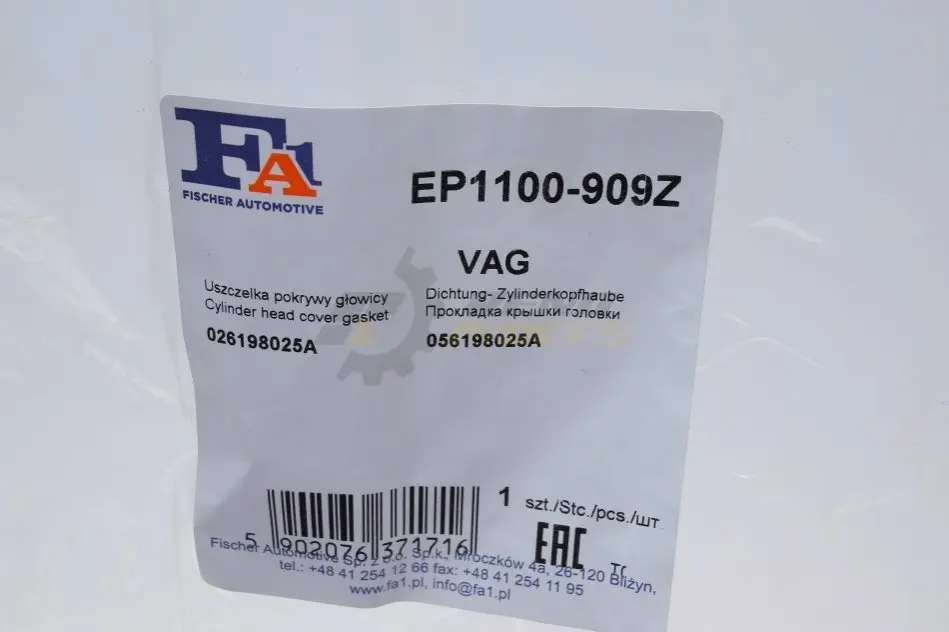 FA1
FISCHER AUTOMOTIVE
EP1100-909Z
VAG
Uszczelka pokrywy głowicy
Cylinder head cover gasket
Dichtung- Zylinderkopfhaube
Прокладка крышки головки
026198025A
056198025A
1 szt./Stc./pcs./шт.
EAC
5 902076 371716
Fischer Automotive Sp. z o.o. Sp.k., Mroczków 4a, 26-120 Bliżyn,
tel.: +48 41 254 12 66 fax: +48 41 254 11 95
www.fa1.pl, info@fa1.pl